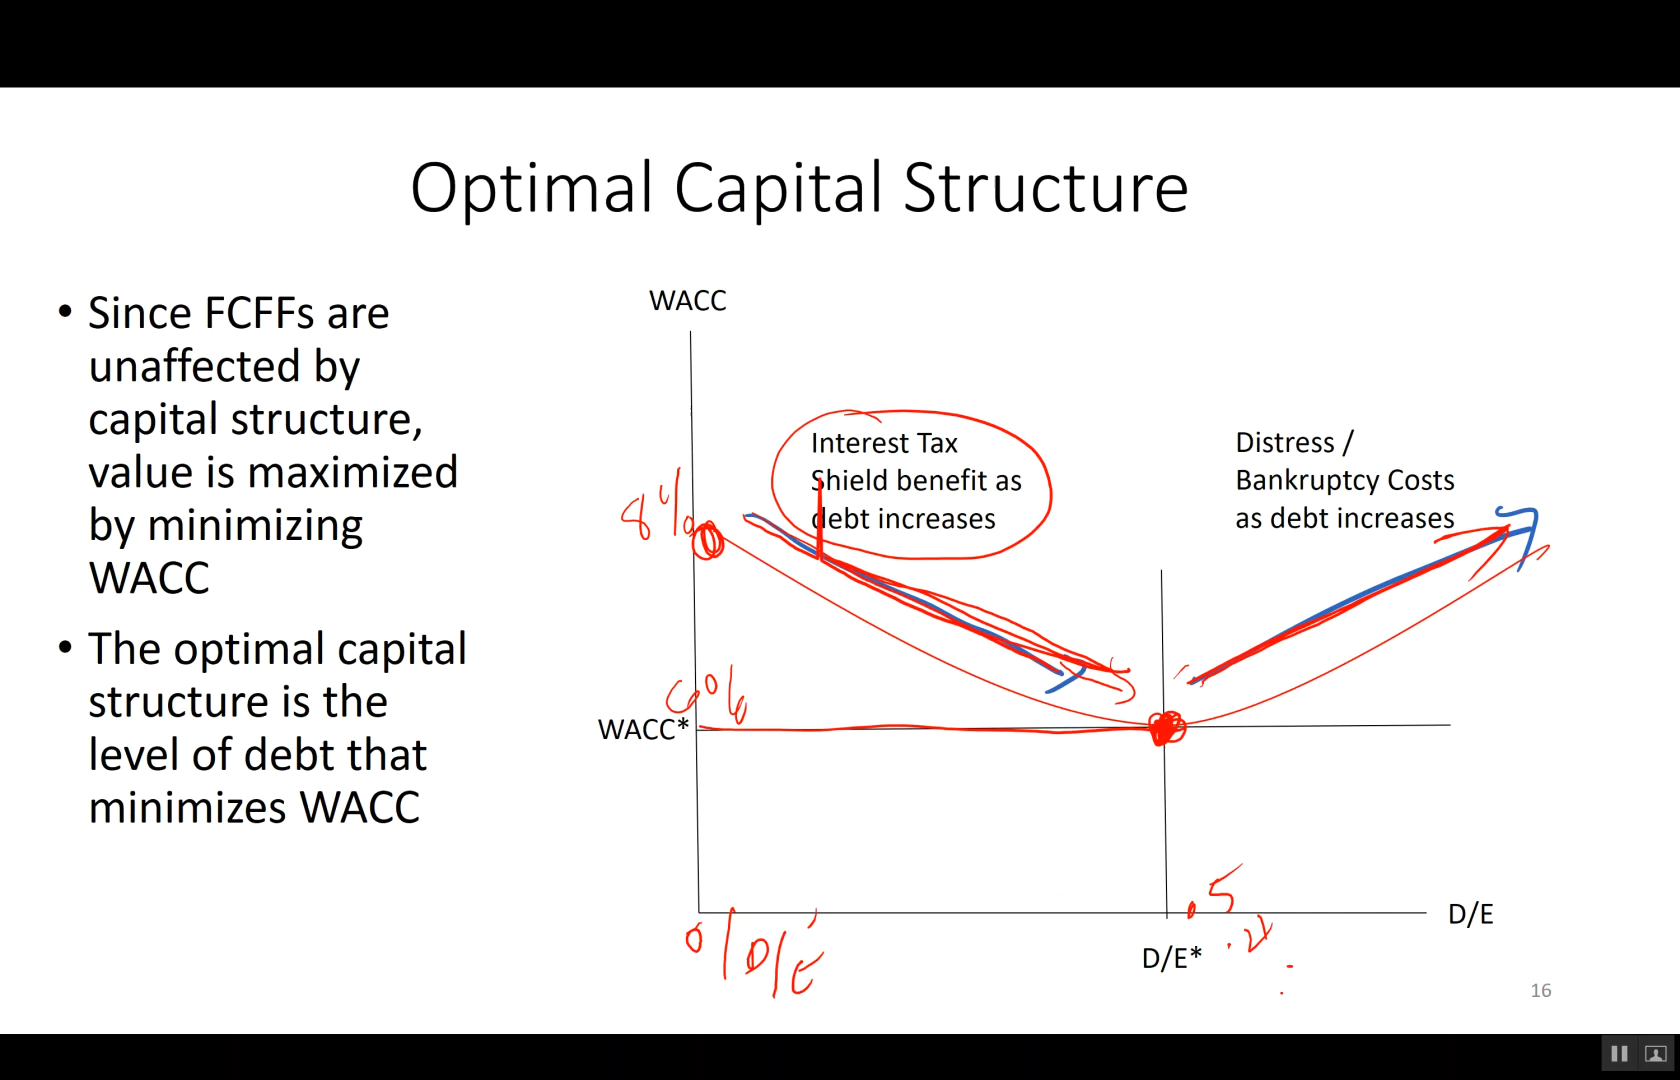 Optimal Capital Structure
• Since FCFFs are
unaffected by
capital structure,
value is maximized
by minimizing
WACC
• The optimal capital
structure is the
level of debt that
minimizes WACC
WACC
Interest Tax
Shield benefit as
debt increases
Distress /
Bankruptcy Costs
as debt increases
8%
6%
WACC*
.5
0
D/E
D/E
D/E*
16